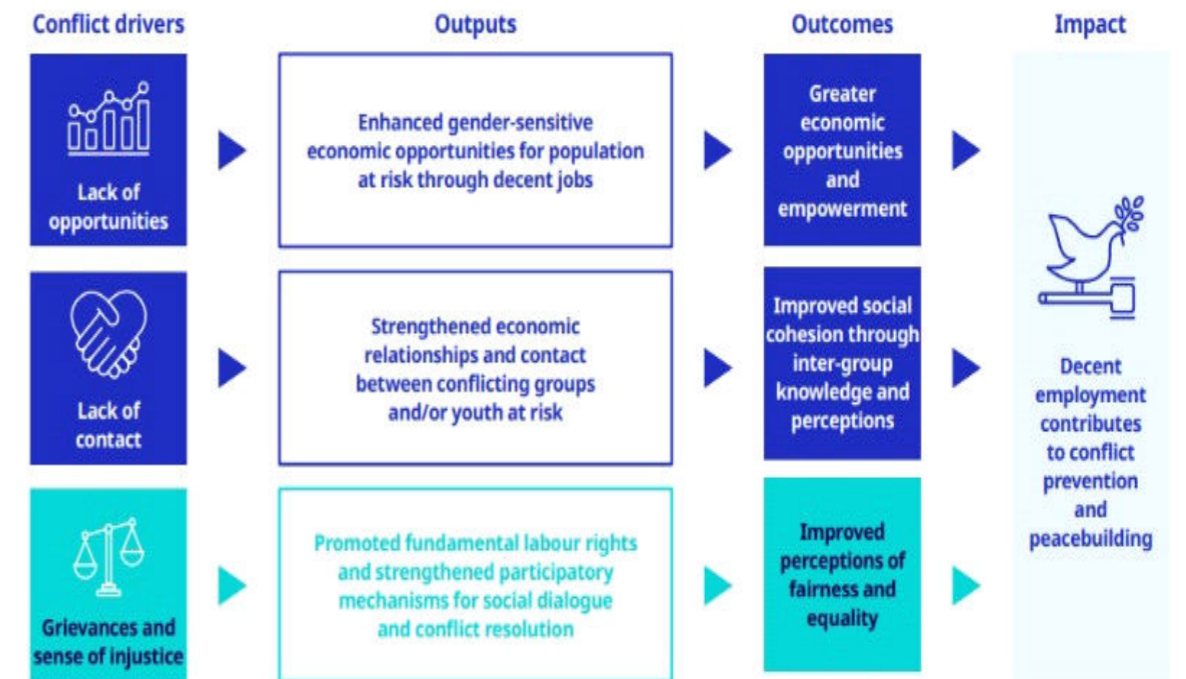 Conflict drivers
Outputs
Outcomes
Impact
Lack of
opportunities
Enhanced gender-sensitive
economic opportunities for population
at risk through decent jobs
Greater
economic
opportunities
and
empowerment
Lack of
contact
Strengthened economic
relationships and contact
between conflicting groups
and/or youth at risk
Improved social
cohesion through
inter-group
knowledge and
perceptions
Grievances and
sense of injustice
Promoted fundamental labour rights
and strengthened participatory
mechanisms for social dialogue
and conflict resolution
Improved
perceptions of
fairness and
equality
Decent
employment
contributes
to conflict
prevention
and
peacebuilding